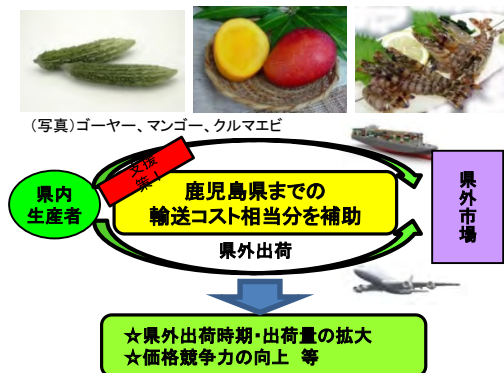 (写真)ゴーヤー、マンゴー、クルマエビ
支援
策!
県内
生産者
鹿児島県までの
輸送コスト相当分を補助
県外出荷
県外市場
☆県外出荷時期・出荷量の拡大
☆価格競争力の向上 等